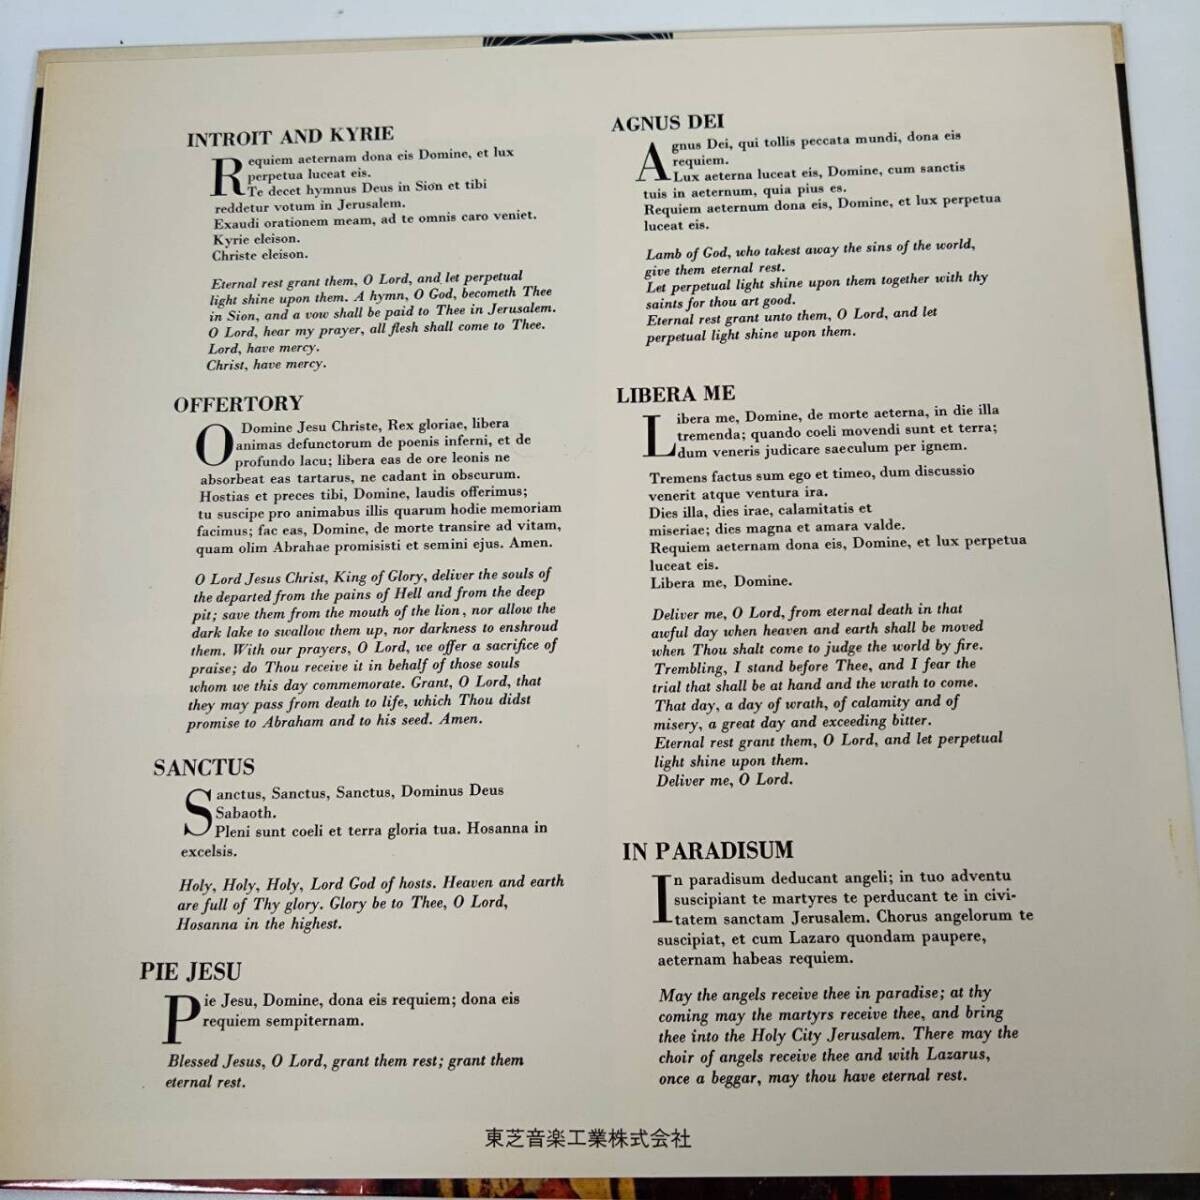 INTROIT AND KYRIE
Requiem aeternam dona eis Domine, et lux
perpetua luceat eis.
Te decet hymnus Deus in Sion et tibi
reddetur votum in Jerusalem.
Exaudi orationem meam, ad te omnis caro veniet.
Kyrie eleison.
Christe eleison.
Eternal rest grant them, O Lord, and let perpetual
light shine upon them. A hymn, O God, becometh Thee
in Sion, and a vow shall be paid to Thee in Jerusalem.
O Lord, hear my prayer, all flesh shall come to Thee.
Lord, have mercy.
Christ, have mercy.
OFFERTORY
O Domine Jesu Christe, Rex gloriae, libera
animas defunctorum de poenis inferni, et de
profundo lacu; libera eas de ore leonis ne
absorbeat eas tartarus, ne cadant in obscurum.
Hostias et preces tibi, Domine, laudis offerimus;
tu suscipe pro animabus illis quarum hodie memoriam
facimus; fac eas, Domine, de morte transire ad vitam,
quam olim Abrahae promisisti et semini ejus. Amen.
O Lord Jesus Christ, King of Glory, deliver the souls of
the departed from the pains of Hell and from the deep
pit; save them from the mouth of the lion, nor allow the
dark lake to swallow them up, nor darkness to enshroud
them. With our prayers, O Lord, we offer a sacrifice of
praise; do Thou receive it in behalf of those souls
whom we this day commemorate. Grant, O Lord, that
they may pass from death to life, which Thou didst
promise to Abraham and to his seed. Amen.
SANCTUS
Sanctus, Sanctus, Sanctus, Dominus Deus
Sabaoth.
Pleni sunt coeli et terra gloria tua. Hosanna in
excelsis.
Holy, Holy, Holy, Lord God of hosts. Heaven and earth
are full of Thy glory. Glory be to Thee, O Lord,
Hosanna in the highest.
PIE JESU
Pie Jesu, Domine, dona eis requiem; dona eis
requiem sempiternam.
Blessed Jesus, O Lord, grant them rest; grant them
eternal rest.
AGNUS DEI
Agnus Dei, qui tollis peccata mundi, dona eis
requiem.
Lux aeterna luceat eis, Domine, cum sanctis
tuis in aeternum, quia pius es.
Requiem aeternum dona eis, Domine, et lux perpetua
luceat eis.
Lamb of God, who takest away the sins of the world,
give them eternal rest.
Let perpetual light shine upon them together with thy
saints for thou art good.
Eternal rest grant unto them, O Lord, and let
perpetual light shine upon them.
LIBERA ME
Libera me, Domine, de morte aeterna, in die illa
tremenda; quando coeli movendi sunt et terra;
dum veneris judicare saeculum per ignem.
Tremens factus sum ego et timeo, dum discussio
venerit atque ventura ira.
Dies illa, dies irae, calamitatis et
miseriae; dies magna et amara valde.
Requiem aeternam dona eis, Domine, et lux perpetua
luceat eis.
Libera me, Domine.
Deliver me, O Lord, from eternal death in that
awful day when heaven and earth shall be moved
when Thou shalt come to judge the world by fire.
Trembling, I stand before Thee, and I fear the
trial that shall be at hand and the wrath to come.
That day, a day of wrath, of calamity and of
misery, a great day and exceeding bitter.
Eternal rest grant them, O Lord, and let perpetual
light shine upon them.
Deliver me, O Lord.
IN PARADISUM
In paradisum deducant angeli; in tuo adventu
suscipiant te martyres te perducant te in civi-
tatem sanctam Jerusalem. Chorus angelorum te
suscipiat, et cum Lazaro quondam paupere,
aeternam habeas requiem.
May the angels receive thee in paradise; at thy
coming may the martyrs receive thee, and bring
thee into the Holy City Jerusalem. There may the
choir of angels receive thee and with Lazarus,
once a beggar, may thou have eternal rest.
東芝音楽工業株式会社